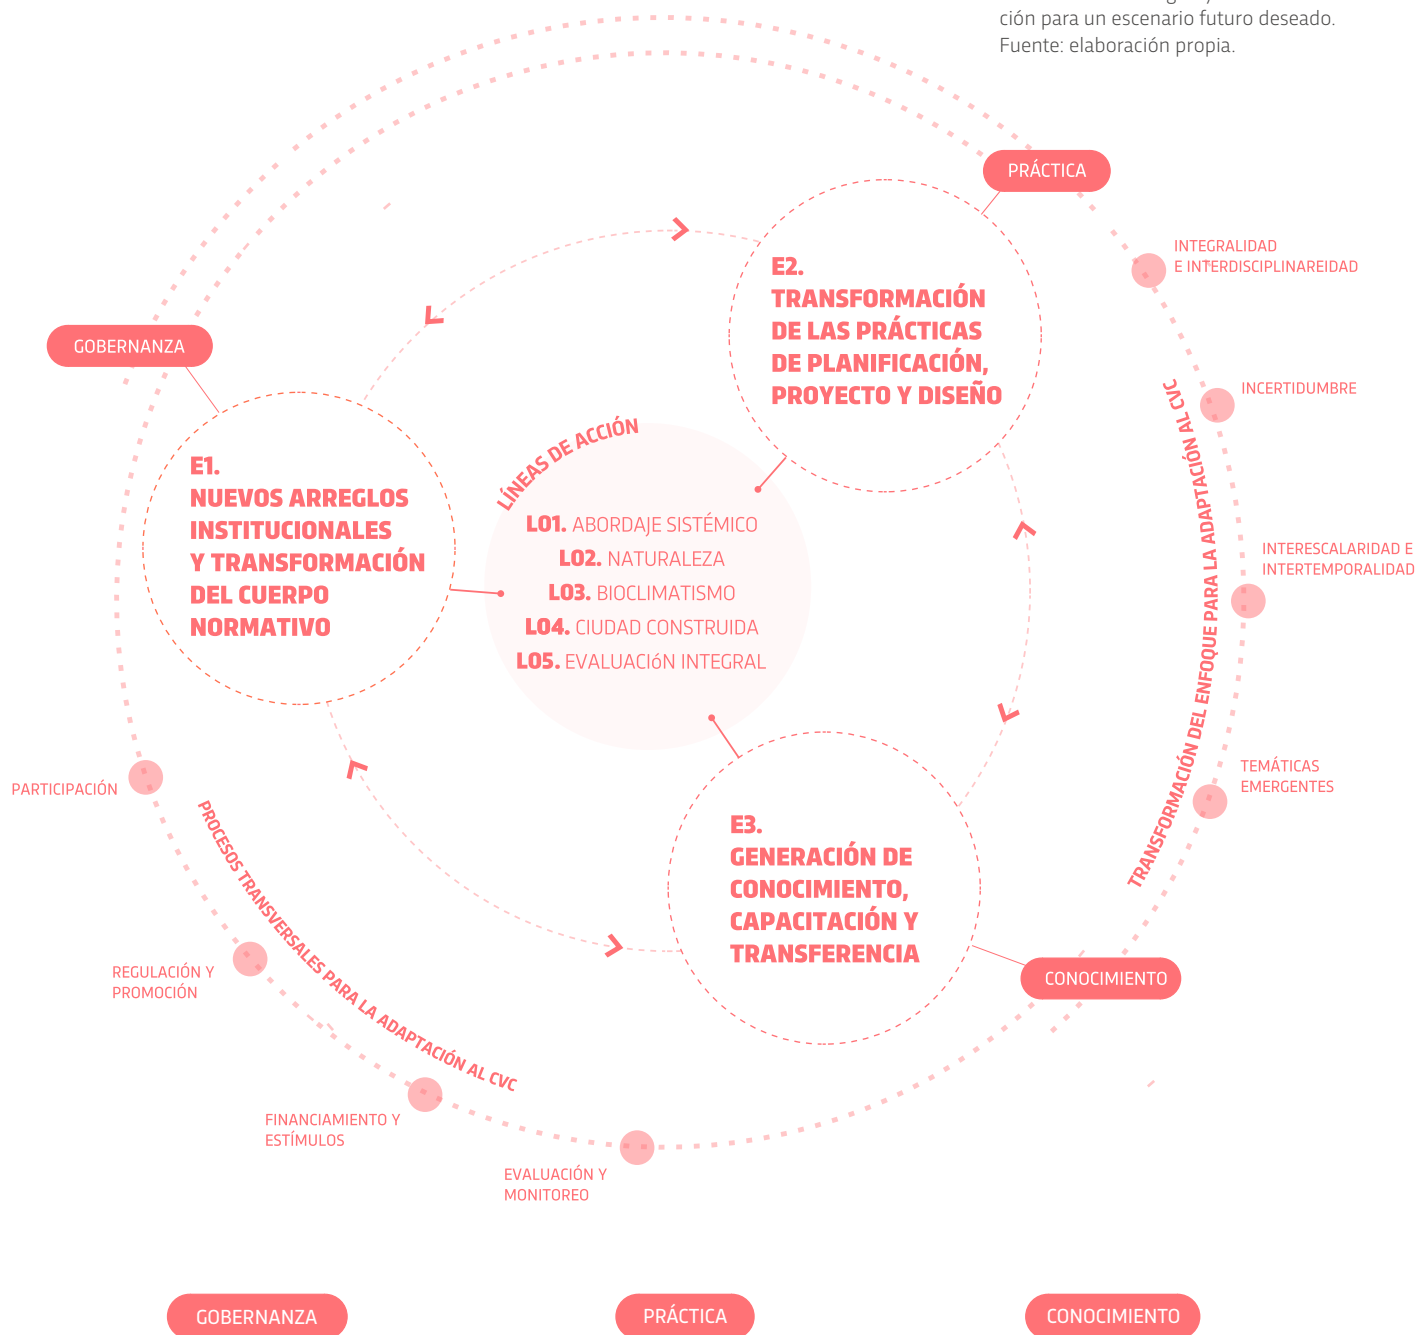 ción para un escenario futuro deseado.
Fuente: elaboración propia.
PRÁCTICA
INTEGRALIDAD
E INTERDISCIPLINAREIDAD
E2.
TRANSFORMACIÓN
DE LAS PRÁCTICAS
DE PLANIFICACIÓN,
PROYECTO Y DISEÑO
GOBERNANZA
INCERTIDUMBRE
TRANSFORMACIÓN DEL ENFOQUE PARA LA ADAPTACIÓN AL CVC
E1.
NUEVOS ARREGLOS
INSTITUCIONALES
Y TRANSFORMACIÓN
DEL CUERPO
NORMATIVO
LÍNEAS DE ACCIÓN
L01. ABORDAJE SISTÉMICO
L02. NATURALEZA
L03. BIOCLIMATISMO
L04. CIUDAD CONSTRUIDA
L05. EVALUACIóN INTEGRAL
INTERESCALARIDAD E
INTERTEMPORALIDAD
TEMÁTICAS
EMERGENTES
PARTICIPACIÓN
PROCESOS TRANSVERSALES PARA LA ADAPTACIÓN AL CVC
E3.
GENERACIÓN DE
CONOCIMIENTO,
CAPACITACIÓN Y
TRANSFERENCIA
REGULACIÓN Y
PROMOCIÓN
CONOCIMIENTO
FINANCIAMIENTO Y
ESTÍMULOS
EVALUACIÓN Y
MONITOREO
GOBERNANZA
PRÁCTICA
CONOCIMIENTO